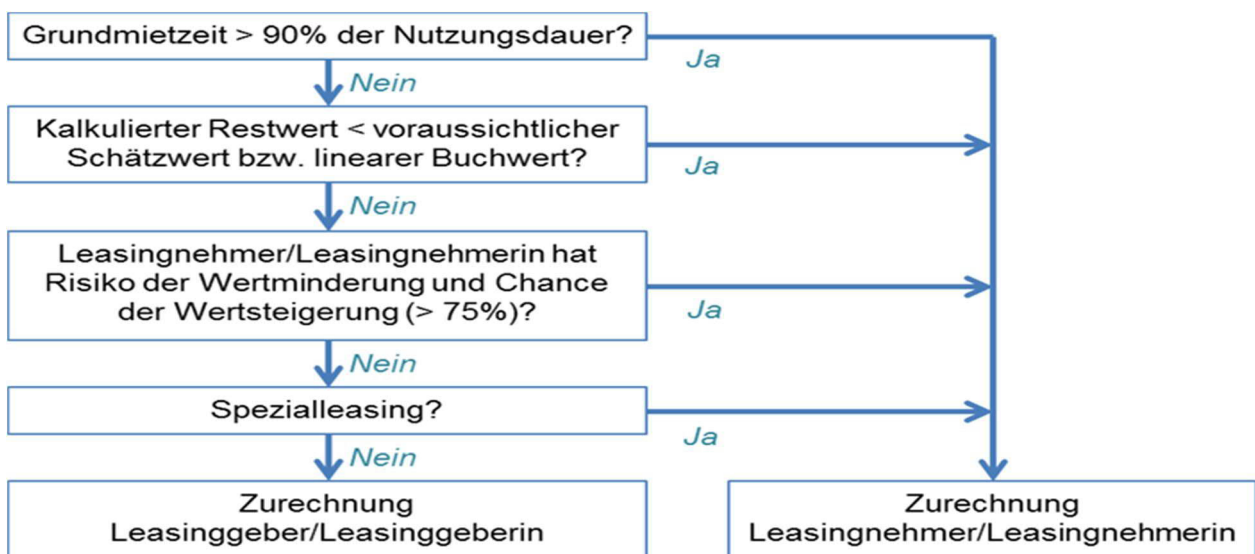 Grundmietzeit > 90% der Nutzungsdauer?
Ja
Nein
Kalkulierter Restwert < voraussichtlicher
Schätzwert bzw. linearer Buchwert?
Ja
Nein
Leasingnehmer/Leasingnehmerin hat
Risiko der Wertminderung und Chance
der Wertsteigerung (> 75%)?
Ja
Nein
Spezialleasing?
Ja
Nein
Zurechnung
Leasinggeber/Leasinggeberin
Zurechnung
Leasingnehmer/Leasingnehmerin